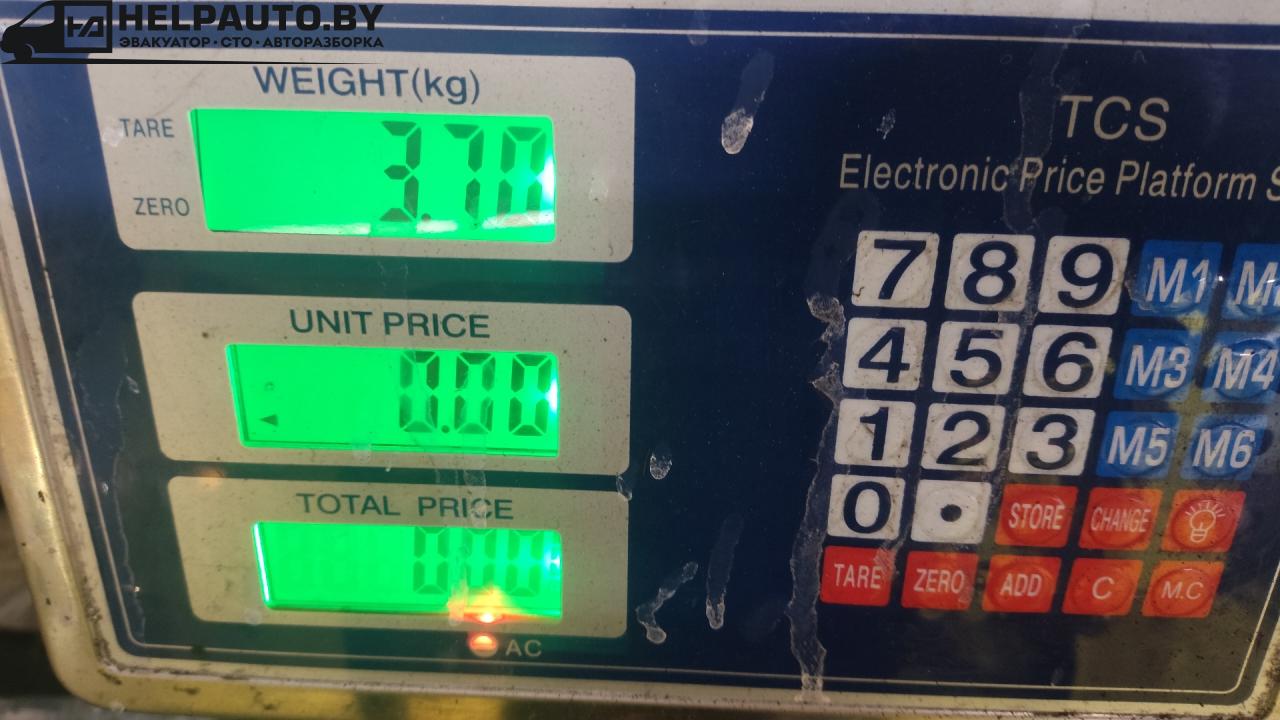 HELPAUTO.BY
ЭВАКУАТОР·СТО·АВТОРАЗБОРКА
WEIGHT(kg)
TARE
3.70
ZERO
UNIT PRICE
0.00
TOTAL PRICE
0.00
AC
TCS
Electronic Price Platform
7 8 9 M1
4 5 6 M3 M4
1 2 3 M5 M6
0 • STORE CHANGE
TARE ZERO ADD C M.C